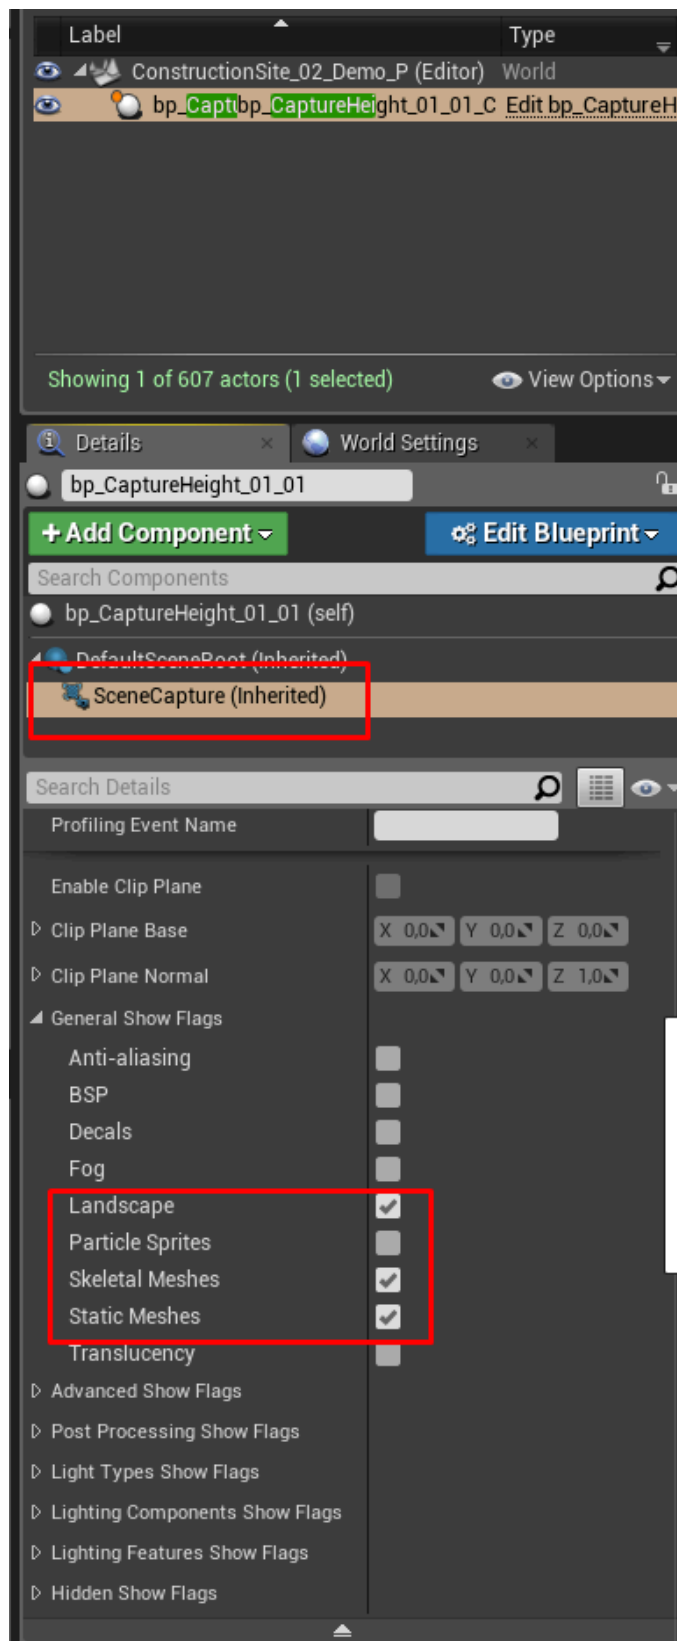 Label Type
ConstructionSite_02_Demo_P (Editor) World
bp_Captubp_CaptureHeight_01_01_C Edit bp_CaptureH
Showing 1 of 607 actors (1 selected) View Options
Details × World Settings ×
bp_CaptureHeight_01_01
+ Add Component Edit Blueprint
Search Components
bp_CaptureHeight_01_01 (self)
DefaultSceneRoot (Inherited)
SceneCapture (Inherited)
Search Details
Profiling Event Name
Enable Clip Plane
Clip Plane Base X 0,0 Y 0,0 Z 0,0
Clip Plane Normal X 0,0 Y 0,0 Z 1,0
General Show Flags
Anti-aliasing
BSP
Decals
Fog
Landscape
Particle Sprites
Skeletal Meshes
Static Meshes
Translucency
Advanced Show Flags
Post Processing Show Flags
Light Types Show Flags
Lighting Components Show Flags
Lighting Features Show Flags
Hidden Show Flags